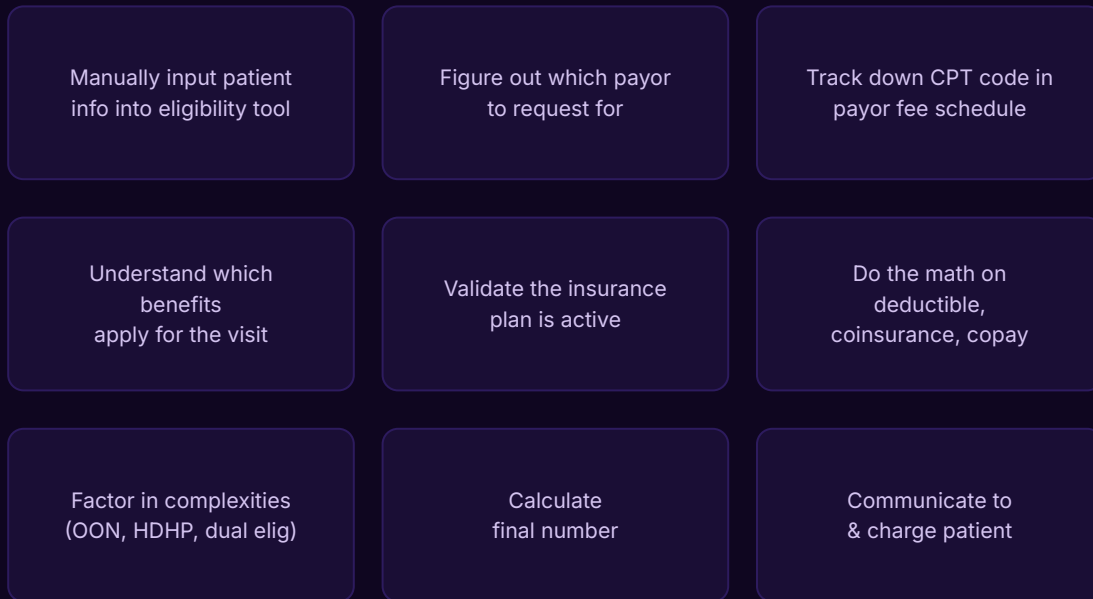 Manually input patient
info into eligibility tool
Figure out which payor
to request for
Track down CPT code in
payor fee schedule
Understand which
benefits
apply for the visit
Validate the insurance
plan is active
Do the math on
deductible,
coinsurance, copay
Factor in complexities
(OON, HDHP, dual elig)
Calculate
final number
Communicate to
& charge patient